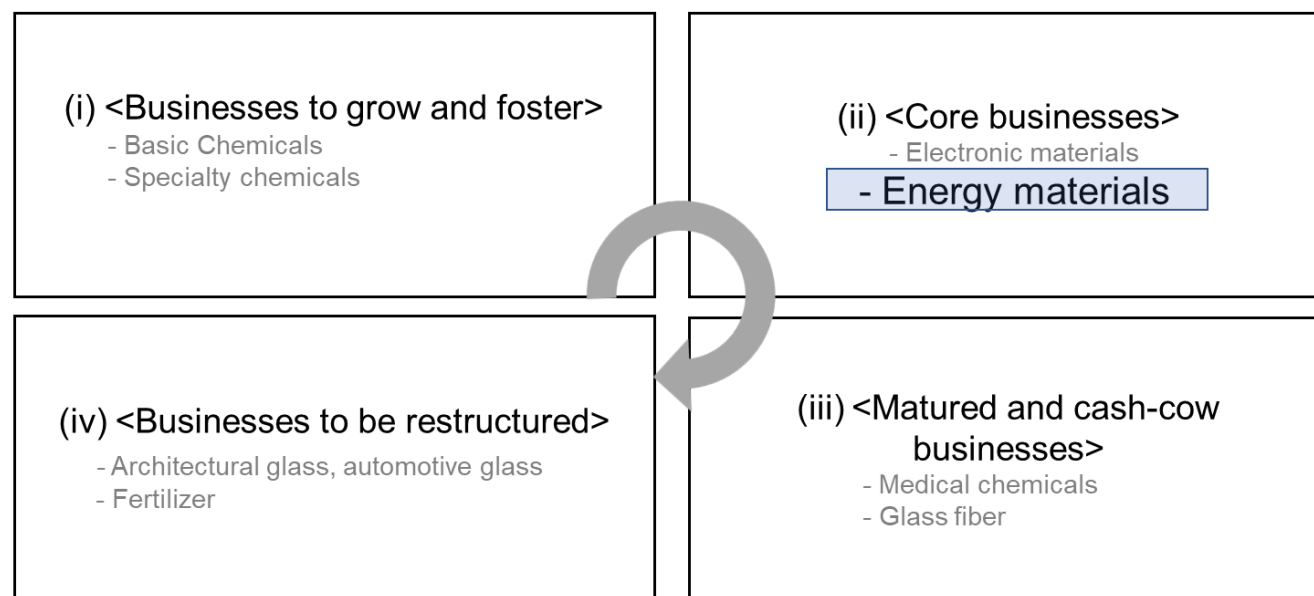 (i) <Businesses to grow and foster>
- Basic Chemicals
- Specialty chemicals
(ii) <Core businesses>
- Electronic materials
- Energy materials
(iii) <Matured and cash-cow
businesses>
- Medical chemicals
- Glass fiber
(iv) <Businesses to be restructured>
- Architectural glass, automotive glass
- Fertilizer